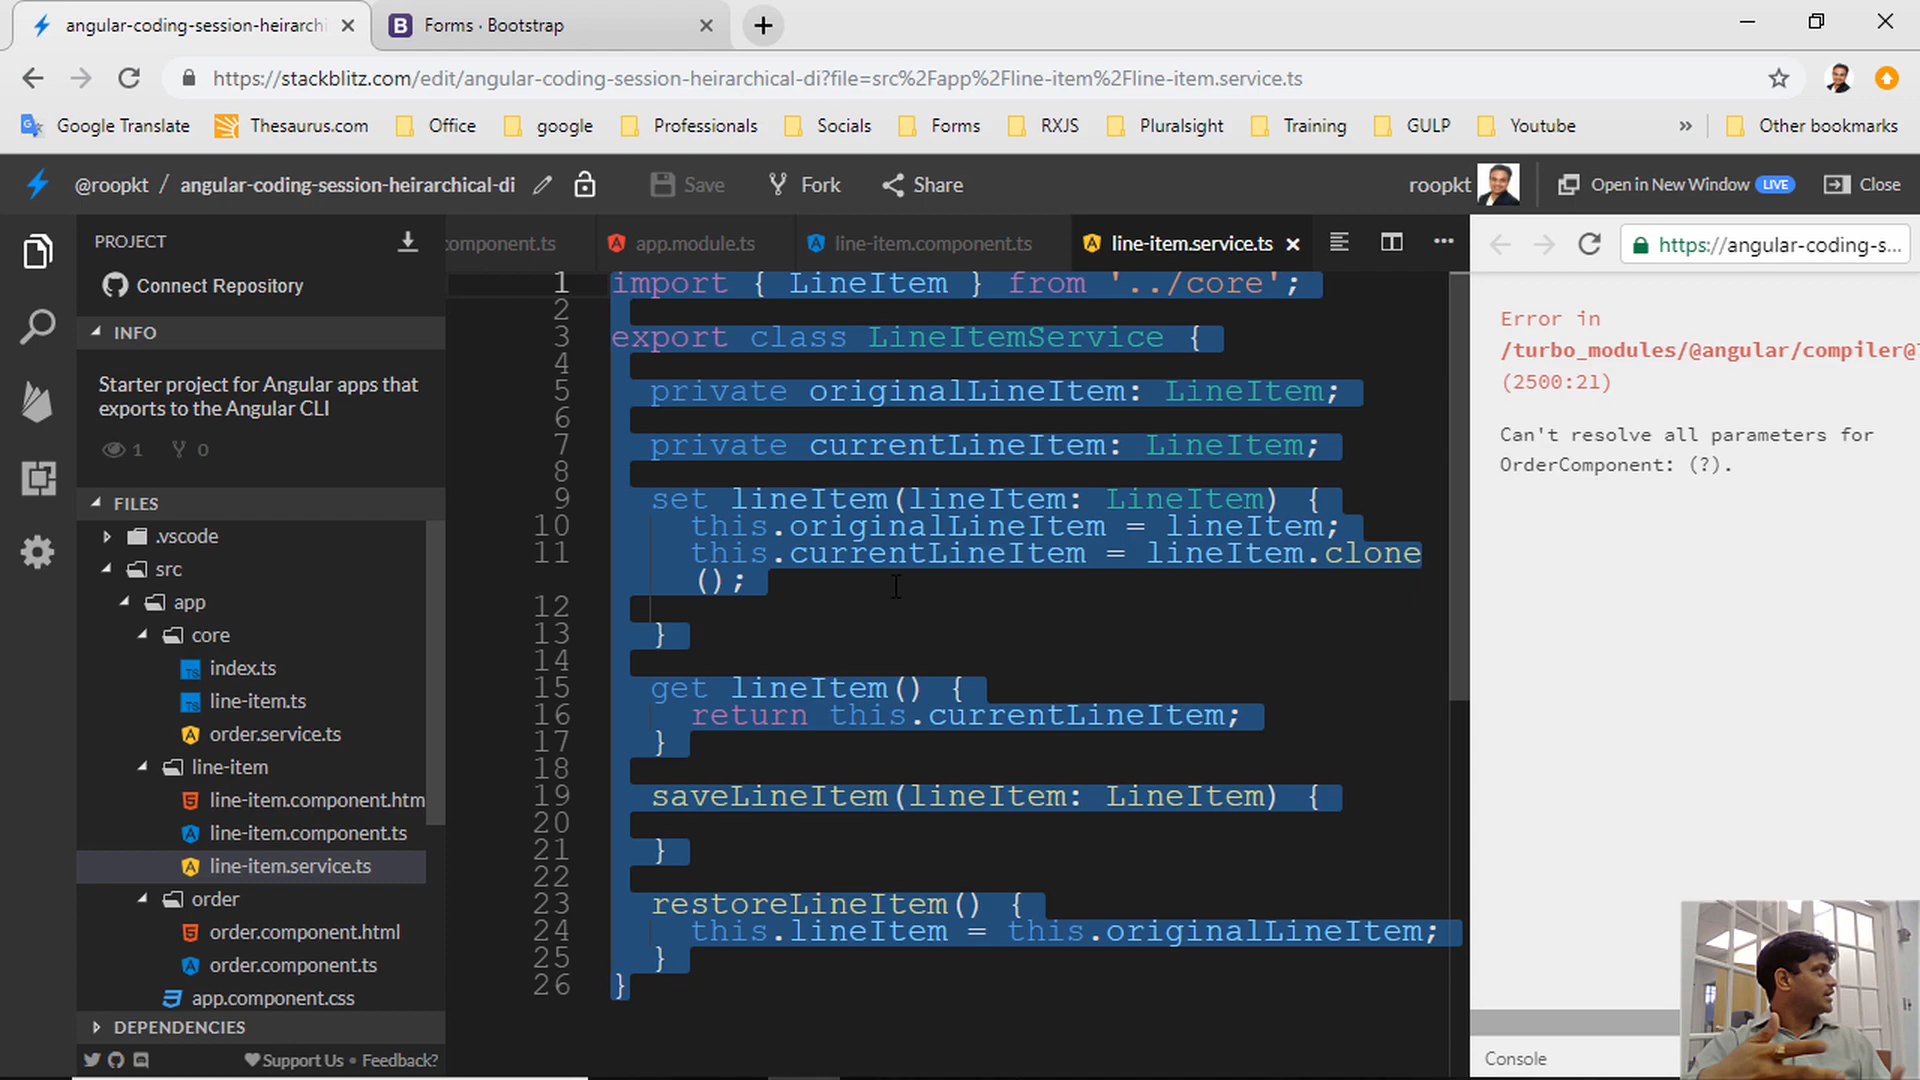 angular-coding-session-heirarchi
Forms · Bootstrap
https://stackblitz.com/edit/angular-coding-session-heirarchical-di?file=src%2Fapp%2Fline-item%2Fline-item.service.ts
Google Translate
Thesaurus.com
Office
google
Professionals
Socials
Forms
RXJS
Pluralsight
Training
GULP
Youtube
»
Other bookmarks
@roopkt / angular-coding-session-heirarchical-di
Save
Fork
Share
roopkt
Open in New Window LIVE
Close
PROJECT
Connect Repository
INFO
Starter project for Angular apps that
exports to the Angular CLI
1
0
FILES
.vscode
src
app
core
index.ts
line-item.ts
order.service.ts
line-item
line-item.component.htm
line-item.component.ts
line-item.service.ts
order
order.component.html
order.component.ts
app.component.css
DEPENDENCIES
Support Us • Feedback?
component.ts
app.module.ts
line-item.component.ts
line-item.service.ts
1 import { LineItem } from '../core';
2
3 export class LineItemService {
4
5 private originalLineItem: LineItem;
6
7 private currentLineItem: LineItem;
8
9 set lineItem(lineItem: LineItem) {
10 this.originalLineItem = lineItem;
11 this.currentLineItem = lineItem.clone
();
12
13 }
14
15 get lineItem() {
16 return this.currentLineItem;
17 }
18
19 saveLineItem(lineItem: LineItem) {
20
21 }
22
23 restoreLineItem() {
24 this.lineItem = this.originalLineItem;
25 }
26 }
https://angular-coding-s...
Error in
/turbo_modules/@angular/compiler@
(2500:21)
Can't resolve all parameters for
OrderComponent: (?).
Console